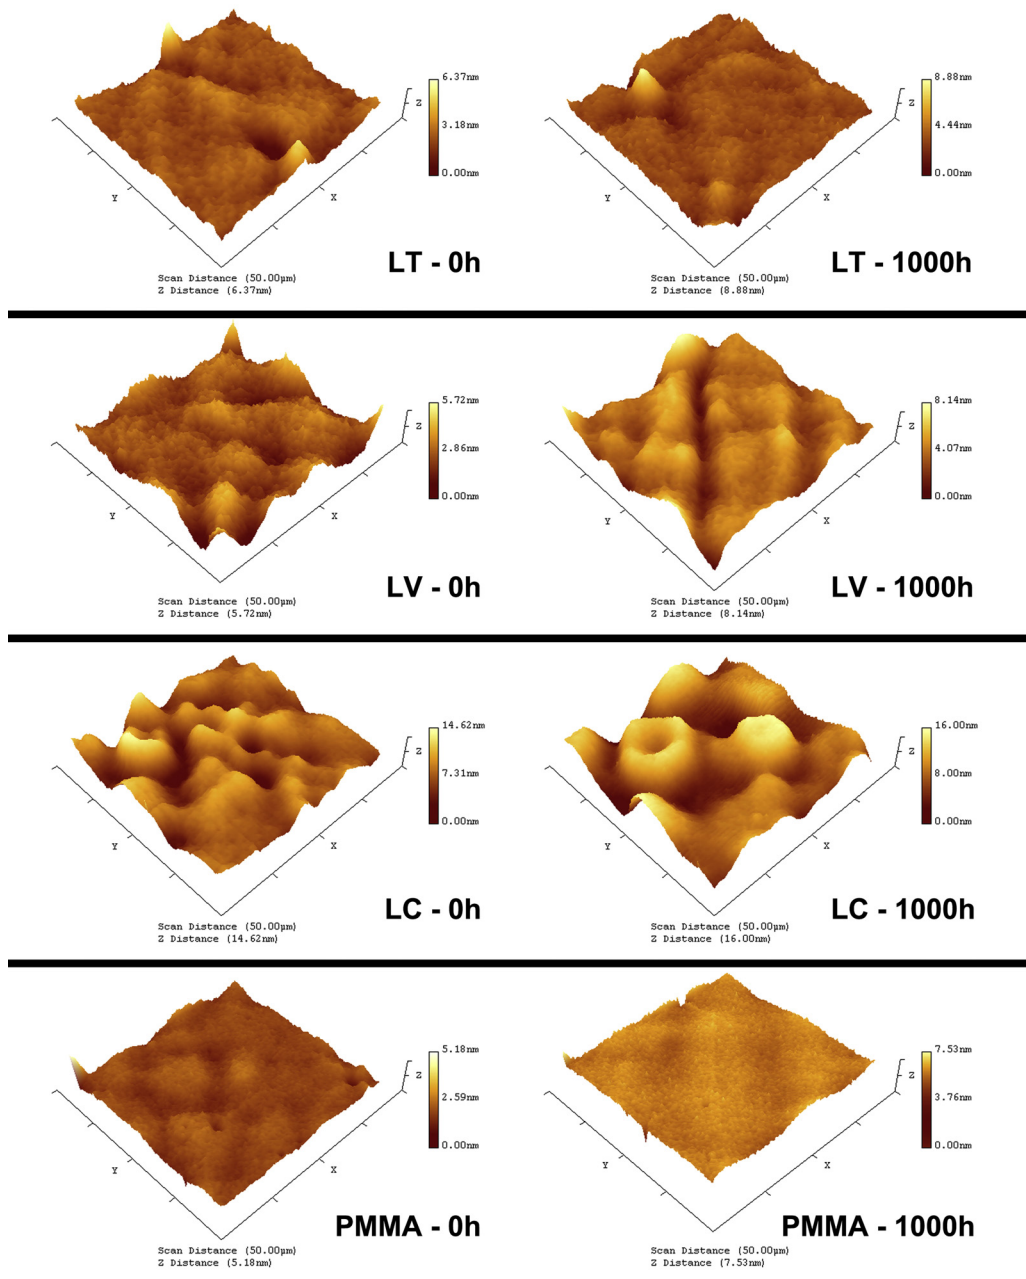 6.37nm
Z
3.18nm
0.00nm
Y
X
LT - 0h
Scan Distance (50.00µm)
Z Distance (6.37nm)
8.88nm
Z
4.44nm
0.00nm
Y
X
LT - 1000h
Scan Distance (50.00µm)
Z Distance (8.88nm)
5.72nm
Z
2.86nm
0.00nm
Y
X
LV - 0h
Scan Distance (50.00µm)
Z Distance (5.72nm)
8.14nm
Z
4.07nm
0.00nm
Y
X
LV - 1000h
Scan Distance (50.00µm)
Z Distance (8.14nm)
14.62nm
Z
7.31nm
0.00nm
Y
X
LC - 0h
Scan Distance (50.00µm)
Z Distance (14.62nm)
16.00nm
Z
8.00nm
0.00nm
Y
X
LC - 1000h
Scan Distance (50.00µm)
Z Distance (16.00nm)
5.18nm
Z
2.59nm
0.00nm
Y
X
PMMA - 0h
Scan Distance (50.00µm)
Z Distance (5.18nm)
7.53nm
Z
3.76nm
0.00nm
Y
X
PMMA - 1000h
Scan Distance (50.00µm)
Z Distance (7.53nm)